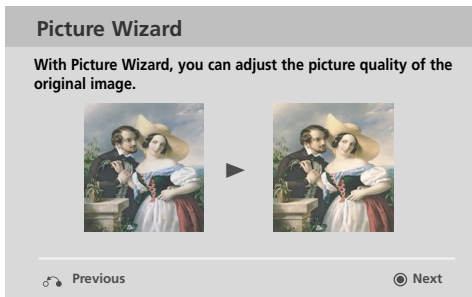 Picture Wizard
With Picture Wizard, you can adjust the picture quality of the
original image.
Previous
Next